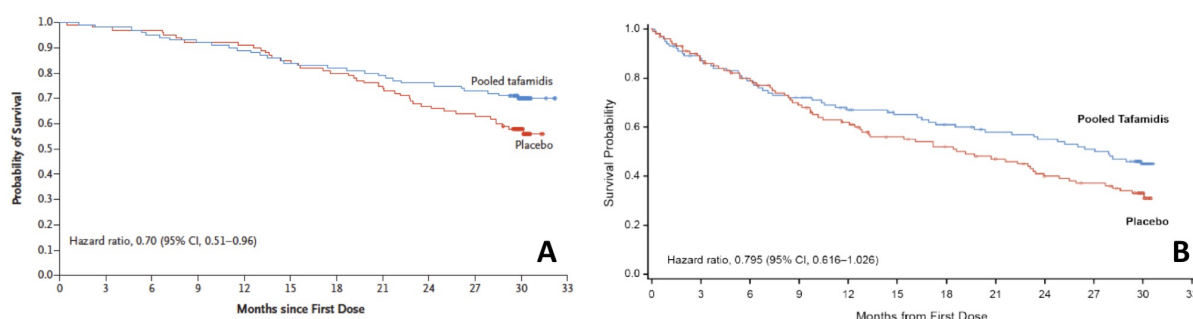 1.0
0.9
0.8
0.7
0.6
0.5
0.4
0.3
0.2
0.1
0.0
Probability of Survival
Pooled tafamidis
Placebo
Hazard ratio, 0.70 (95% CI, 0.51–0.96)
A
0 3 6 9 12 15 18 21 24 27 30 33
Months since First Dose
1.0
0.8
0.6
0.4
0.2
0.0
Survival Probability
Pooled Tafamidis
Placebo
Hazard ratio, 0.795 (95% CI, 0.616–1.026)
B
0 3 6 9 12 15 18 21 24 27 30 33
Months from First Dose